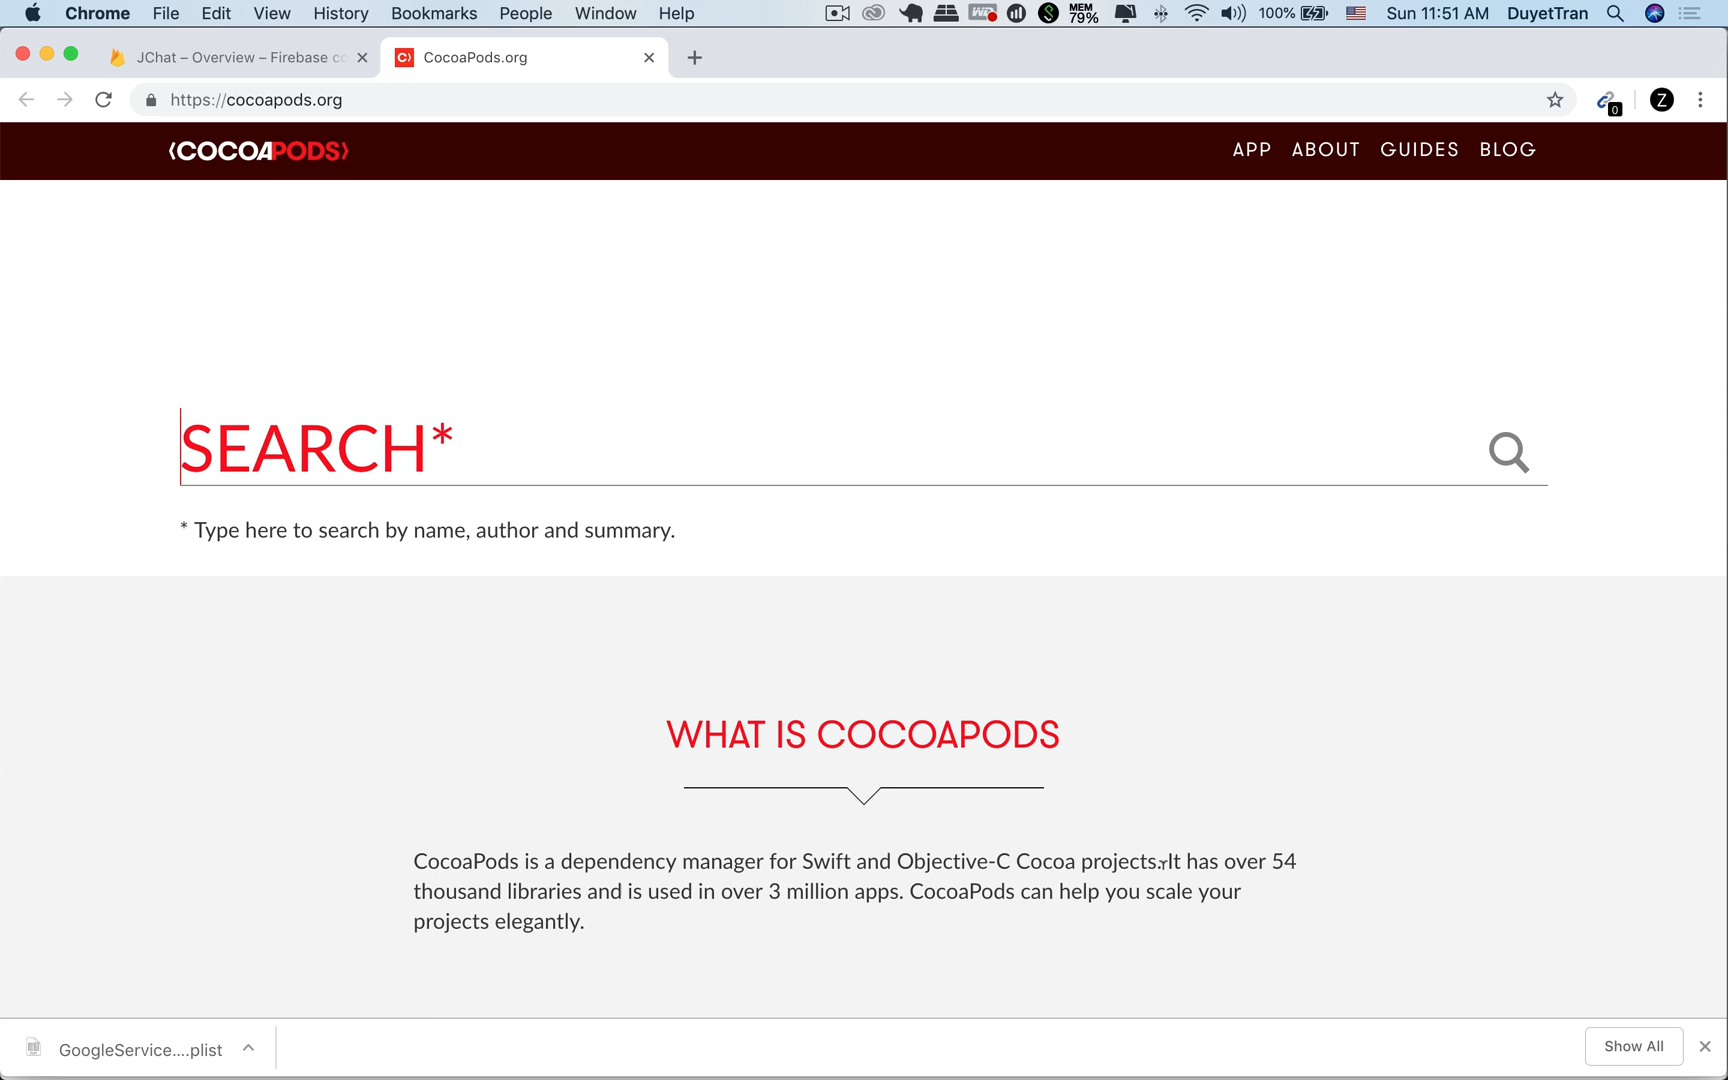 Chrome File Edit View History Bookmarks People Window Help MEM 79% 100% Sun 11:51 AM DuyetTran
JChat – Overview – Firebase co
CocoaPods.org
https://cocoapods.org
0
Z
COCOAPODS
APP ABOUT GUIDES BLOG
SEARCH*
* Type here to search by name, author and summary.
WHAT IS COCOAPODS
CocoaPods is a dependency manager for Swift and Objective-C Cocoa projects. It has over 54
thousand libraries and is used in over 3 million apps. CocoaPods can help you scale your
projects elegantly.
GoogleService....plist
Show All